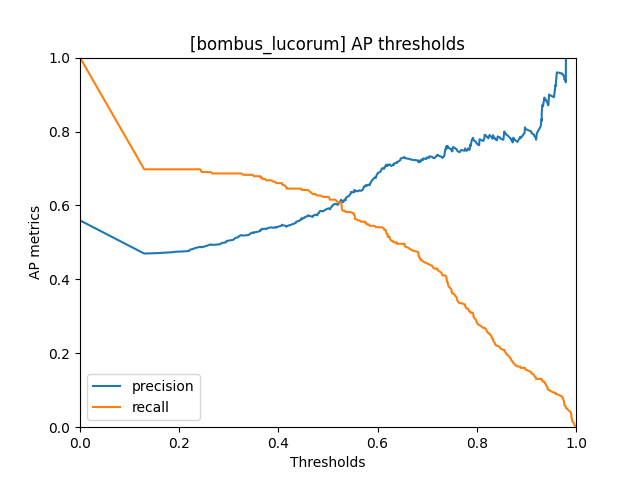 [bombus_lucorum] AP thresholds
1.0
0.8
0.6
0.4
0.2
0.0
AP metrics
precision
recall
0.0 0.2 0.4 0.6 0.8 1.0
Thresholds